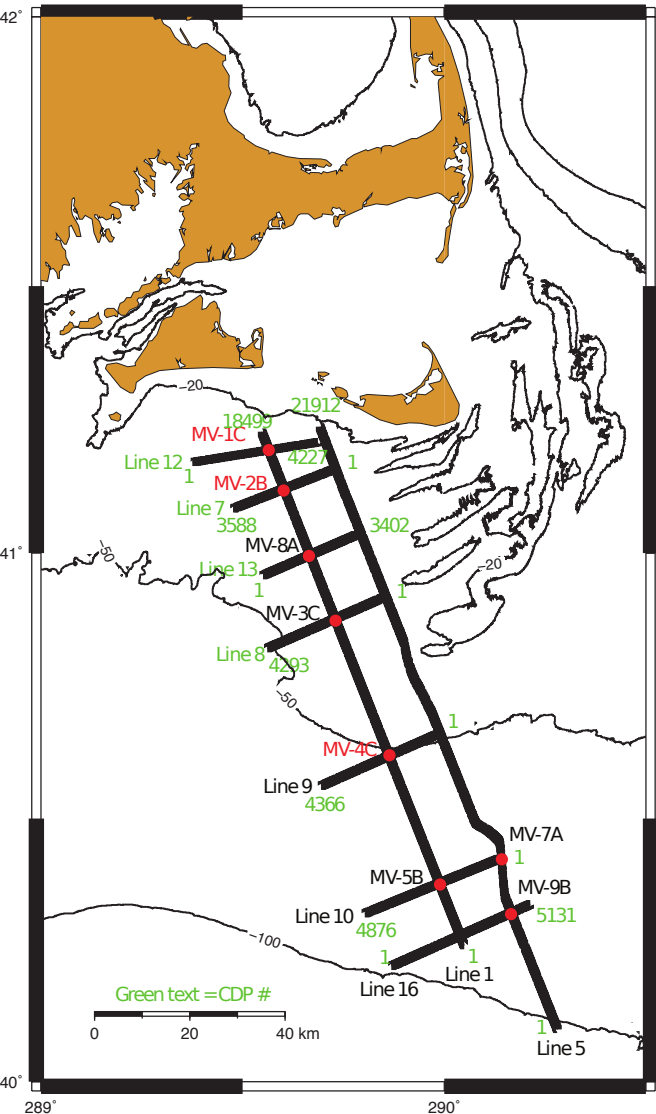 42°
−20
21912
18499
MV-1C
4227
Line 12
1
1
MV-2B
Line 7
3588
3402
MV-8A
41°
−50
−20
Line 13
1
1
MV-3C
Line 8
4293
−50
1
MV-4C
Line 9
4366
MV-7A
1
MV-5B
MV-9B
Line 10
5131
4876
−100
1
1
Line 1
Line 16
Green text = CDP #
0 20 40 km
1
Line 5
40°
289°
290°